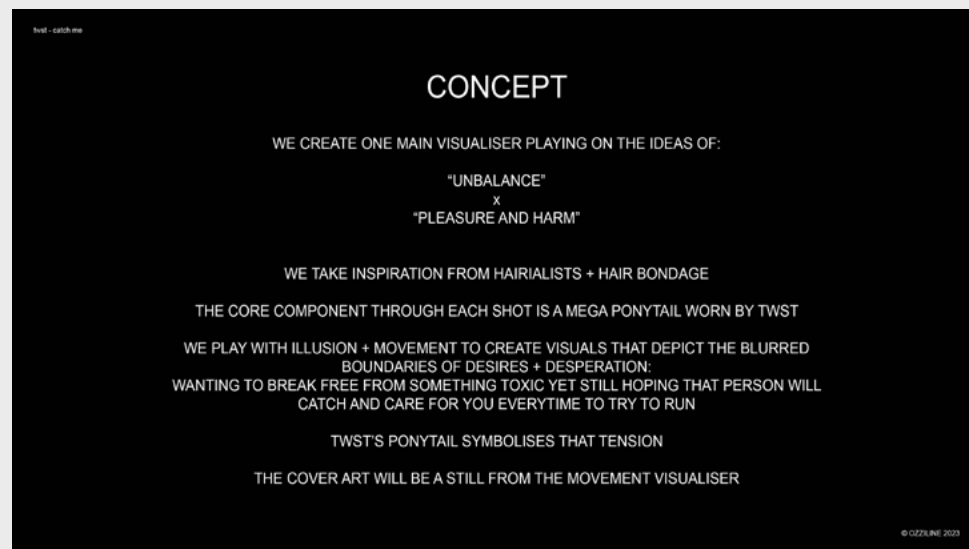 twst - catch me
CONCEPT
WE CREATE ONE MAIN VISUALISER PLAYING ON THE IDEAS OF:
“UNBALANCE”
x
“PLEASURE AND HARM”
WE TAKE INSPIRATION FROM HAIRIALISTS + HAIR BONDAGE
THE CORE COMPONENT THROUGH EACH SHOT IS A MEGA PONYTAIL WORN BY TWST
WE PLAY WITH ILLUSION + MOVEMENT TO CREATE VISUALS THAT DEPICT THE BLURRED
BOUNDARIES OF DESIRES + DESPERATION:
WANTING TO BREAK FREE FROM SOMETHING TOXIC YET STILL HOPING THAT PERSON WILL
CATCH AND CARE FOR YOU EVERYTIME TO TRY TO RUN
TWST'S PONYTAIL SYMBOLISES THAT TENSION
THE COVER ART WILL BE A STILL FROM THE MOVEMENT VISUALISER
© OZZILINE 2023